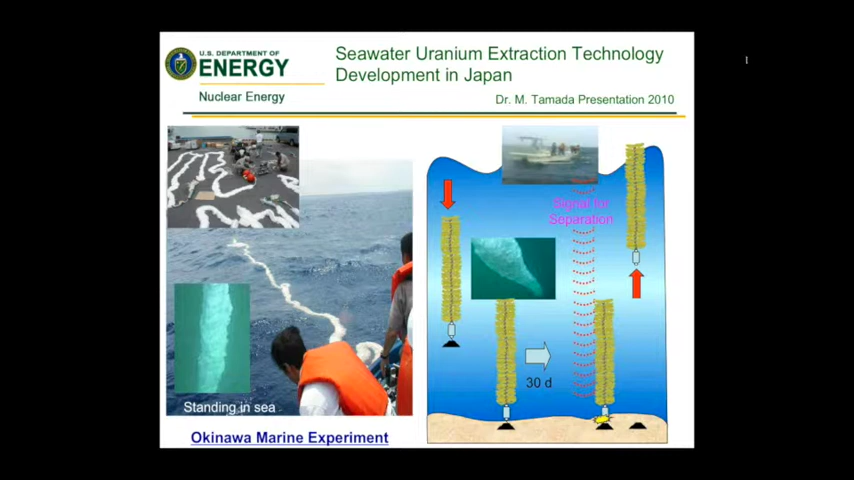 U.S. DEPARTMENT OF
ENERGY
Nuclear Energy
Seawater Uranium Extraction Technology
Development in Japan
Dr. M. Tamada Presentation 2010
Signal for
Separation
30 d
Standing in sea
Okinawa Marine Experiment